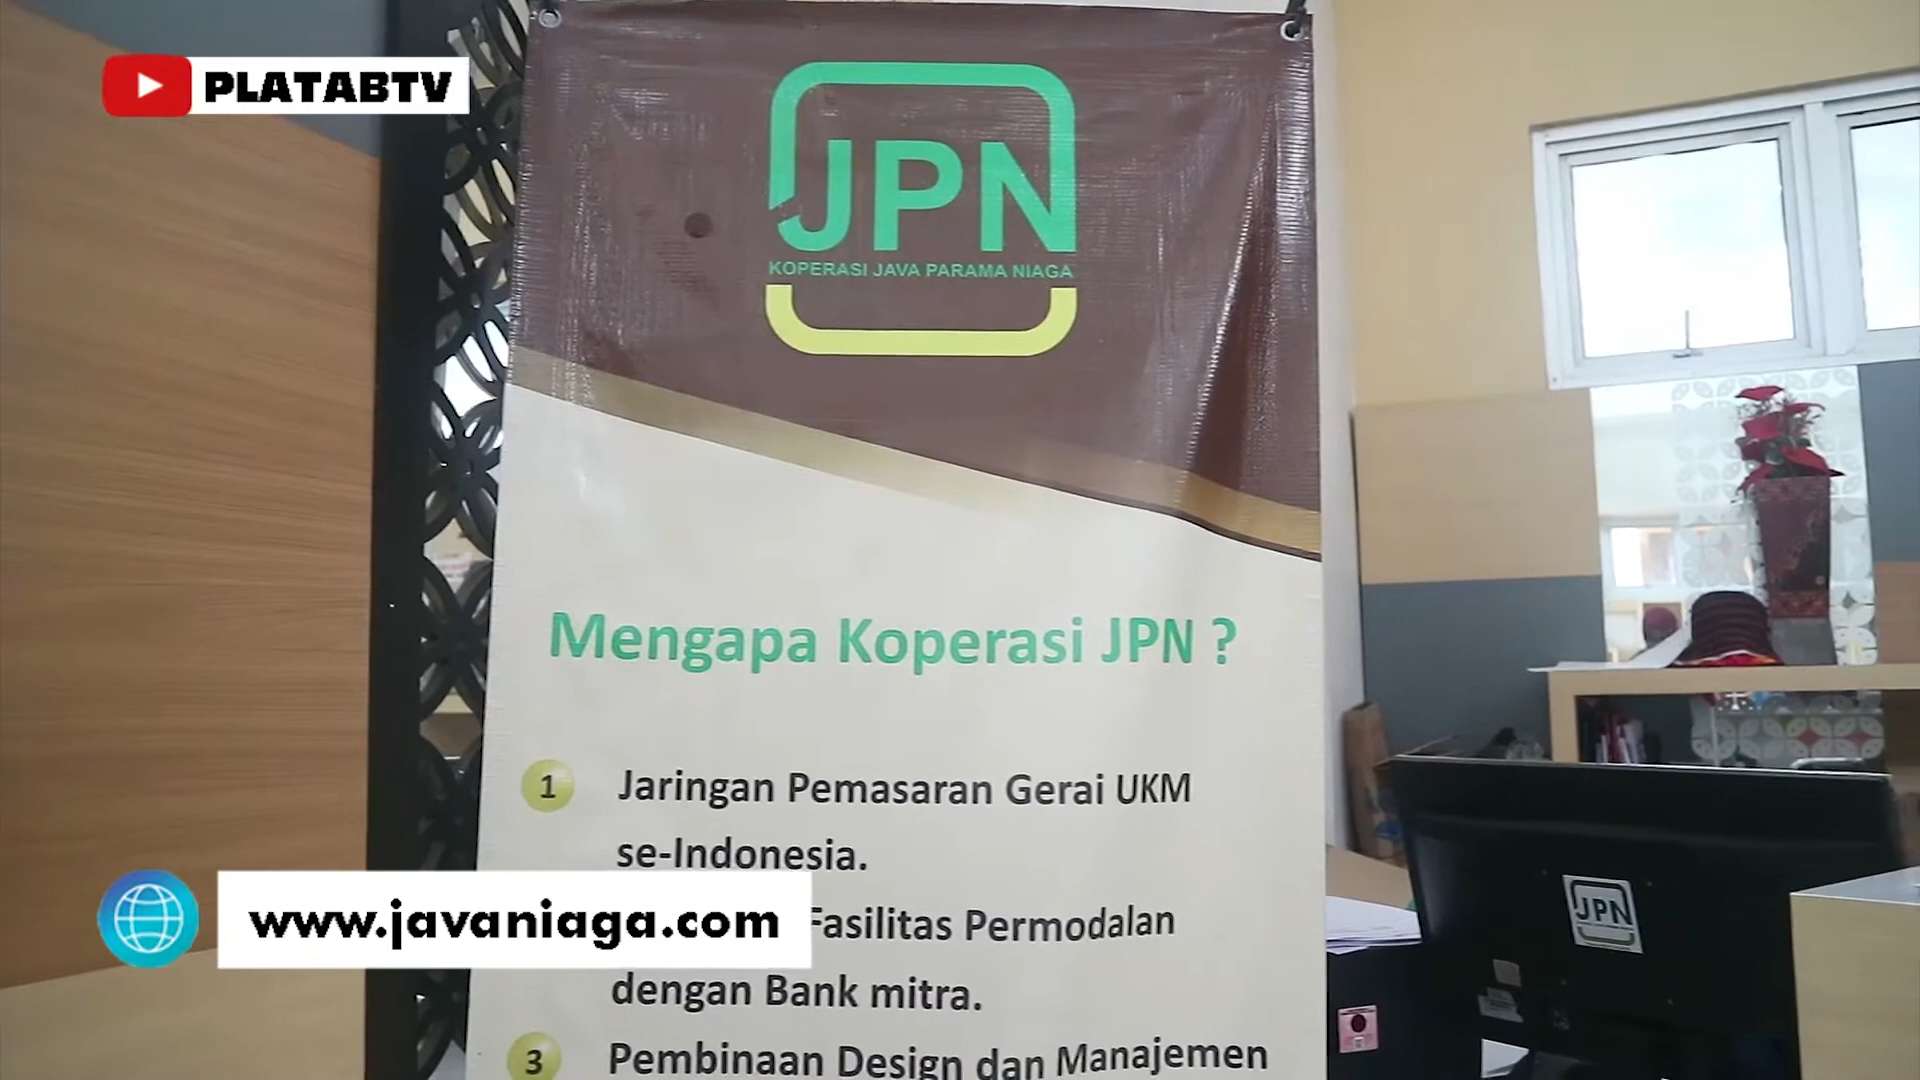 PLATABTV
JPN
KOPERASI JAVA PARAMA NIAGA
Mengapa Koperasi JPN ?
1 Jaringan Pemasaran Gerai UKM
se-Indonesia.
Fasilitas Permodalan
dengan Bank mitra.
3 Pembinaan Design dan Manajemen
www.javaniaga.com
JPN